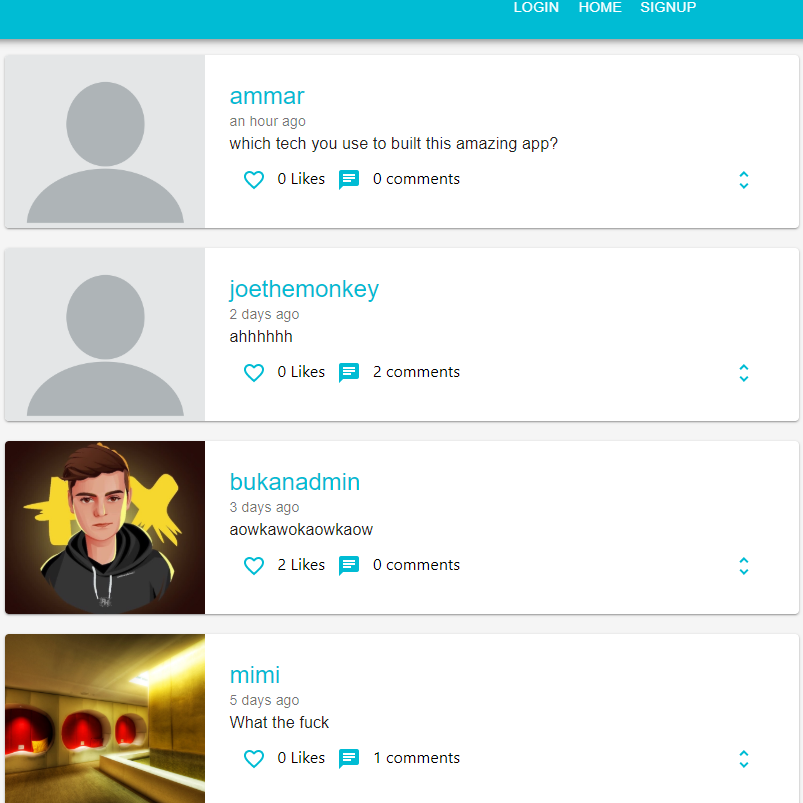 LOGIN HOME SIGNUP
ammar
an hour ago
which tech you use to built this amazing app?
0 Likes 0 comments
joethemonkey
2 days ago
ahhhhhh
0 Likes 2 comments
bukanadmin
3 days ago
aowkawokaowkaow
2 Likes 0 comments
mimi
5 days ago
What the fuck
0 Likes 1 comments